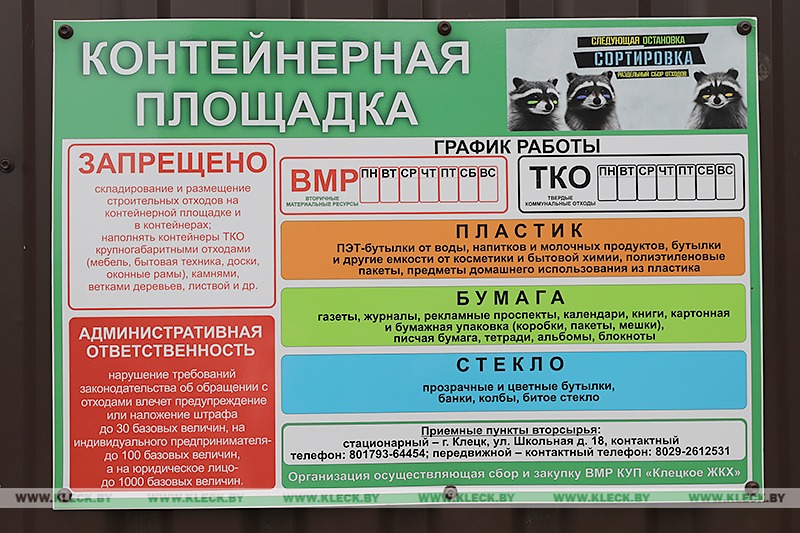 КОНТЕЙНЕРНАЯ
ПЛОЩАДКА
СЛЕДУЮЩАЯ ОСТАНОВКА
СОРТИРОВКА
РАЗДЕЛЬНЫЙ СБОР ОТХОДОВ
ЗАПРЕЩЕНО
складирование и размещение
строительных отходов на
контейнерной площадке и
в контейнерах;
наполнять контейнеры ТКО
крупногабаритными отходами
(мебель, бытовая техника, доски,
оконные рамы), камнями,
ветками деревьев, листвой и др.
АДМИНИСТРАТИВНАЯ
ОТВЕТСТВЕННОСТЬ
нарушение требований
законодательства об обращении с
отходами влечет предупреждение
или наложение штрафа
до 30 базовых величин, на
индивидуального предпринимателя-
до 100 базовых величин,
а на юридическое лицо-
до 1000 базовых величин.
ГРАФИК РАБОТЫ
ВМР ПН ВТ СР ЧТ ПТ СБ ВС
ВТОРИЧНЫЕ
МАТЕРИАЛЬНЫЕ РЕСУРСЫ
ТКО ПН ВТ СР ЧТ ПТ СБ ВС
ТВЕРДЫЕ
КОММУНАЛЬНЫЕ ОТХОДЫ
ПЛАСТИК
ПЭТ-бутылки от воды, напитков и молочных продуктов, бутылки
и другие емкости от косметики и бытовой химии, полиэтиленовые
пакеты, предметы домашнего использования из пластика
БУМАГА
газеты, журналы, рекламные проспекты, календари, книги, картонная
и бумажная упаковка (коробки, пакеты, мешки),
писчая бумага, тетради, альбомы, блокноты
СТЕКЛО
прозрачные и цветные бутылки,
банки, колбы, битое стекло
Приемные пункты вторсырья:
стационарный – г. Клецк, ул. Школьная д. 18, контактный
телефон: 801793-64454; передвижной – контактный телефон: 8029-2612531
Организация осуществляющая сбор и закупку ВМР КУП «Клецкое ЖКХ»
WWW.KLECK.BY WWW.KLECK.BY WWW.KLECK.BY WWW.KLECK.BY WWW.KLECK.BY WWW.KLECK.BY